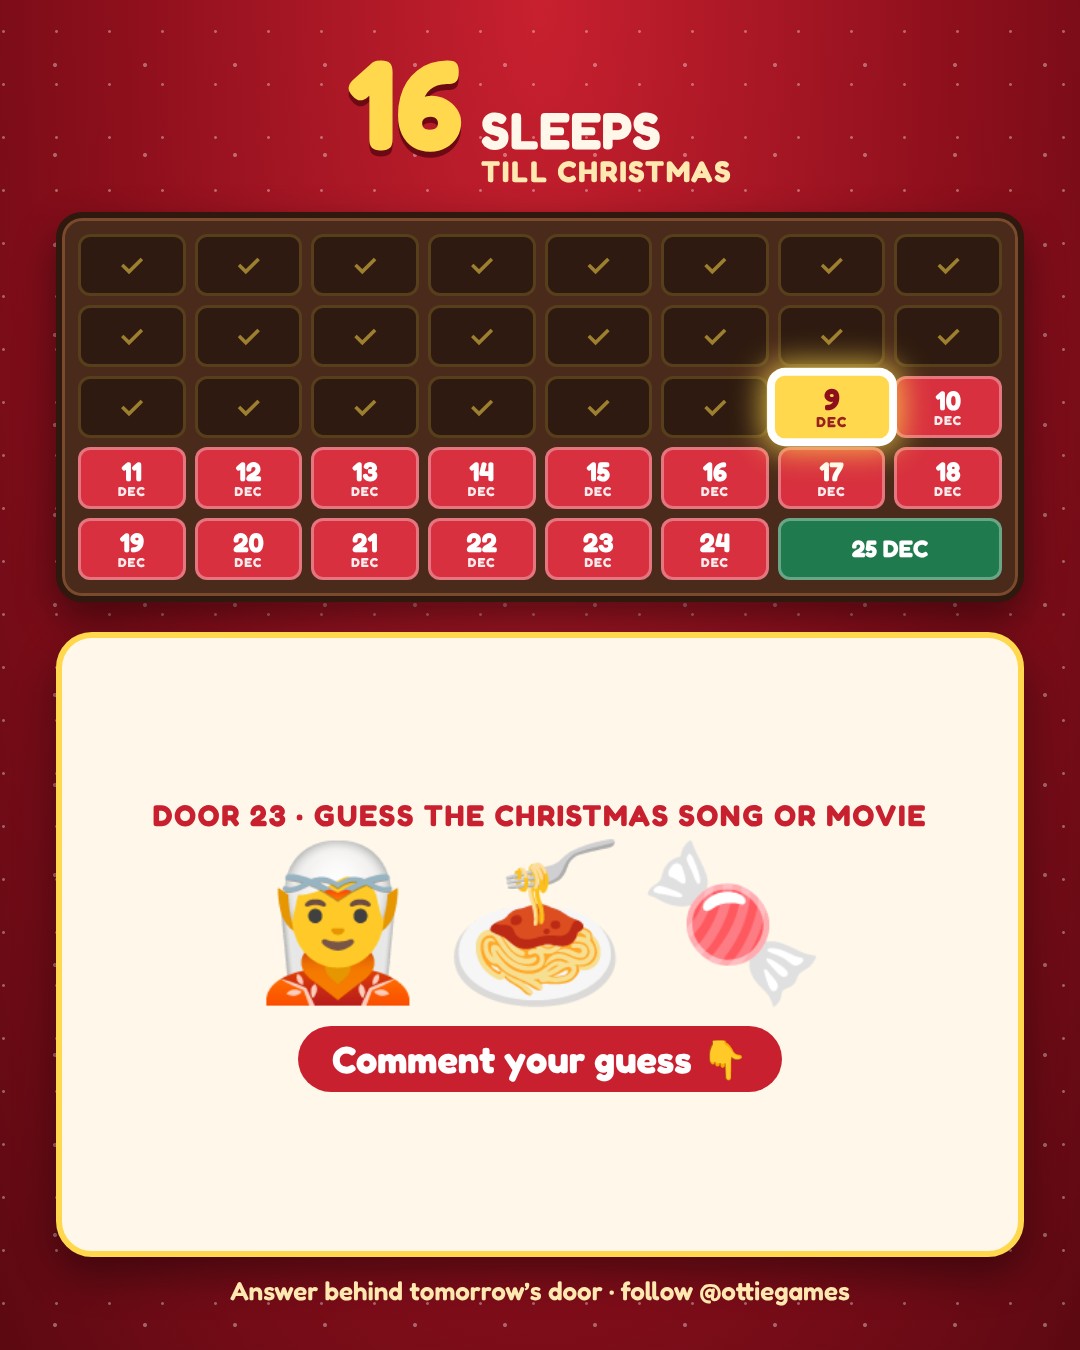 16 SLEEPS
TILL CHRISTMAS
9 DEC
10 DEC
11 DEC
12 DEC
13 DEC
14 DEC
15 DEC
16 DEC
17 DEC
18 DEC
19 DEC
20 DEC
21 DEC
22 DEC
23 DEC
24 DEC
25 DEC
DOOR 23 · GUESS THE CHRISTMAS SONG OR MOVIE
Comment your guess 👇
Answer behind tomorrow’s door · follow @ottiegames